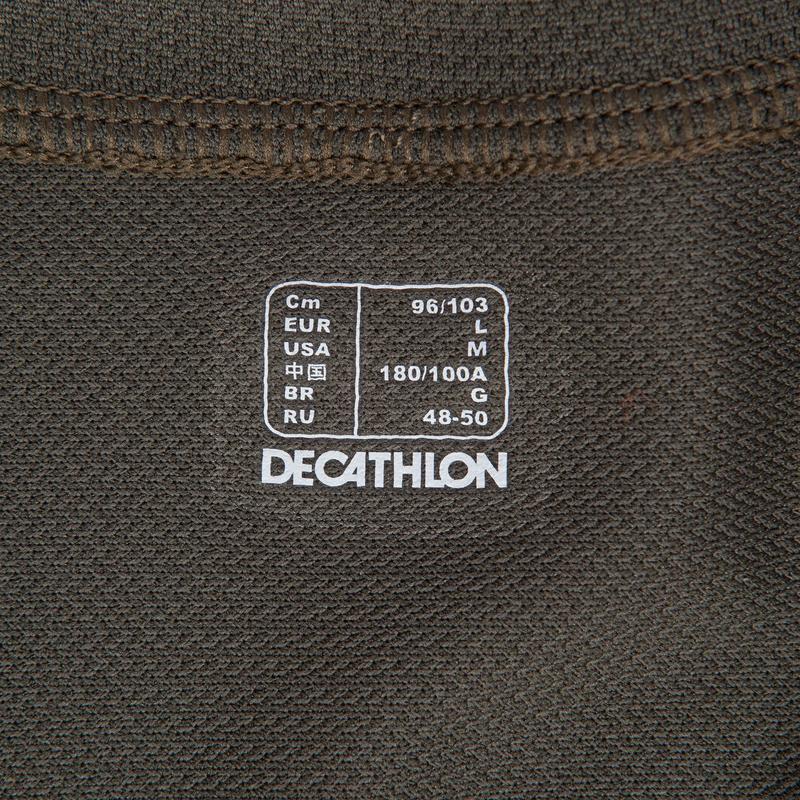 Cm 96/103
EUR L
USA M
中国 180/100A
BR G
RU 48-50
DECATHLON